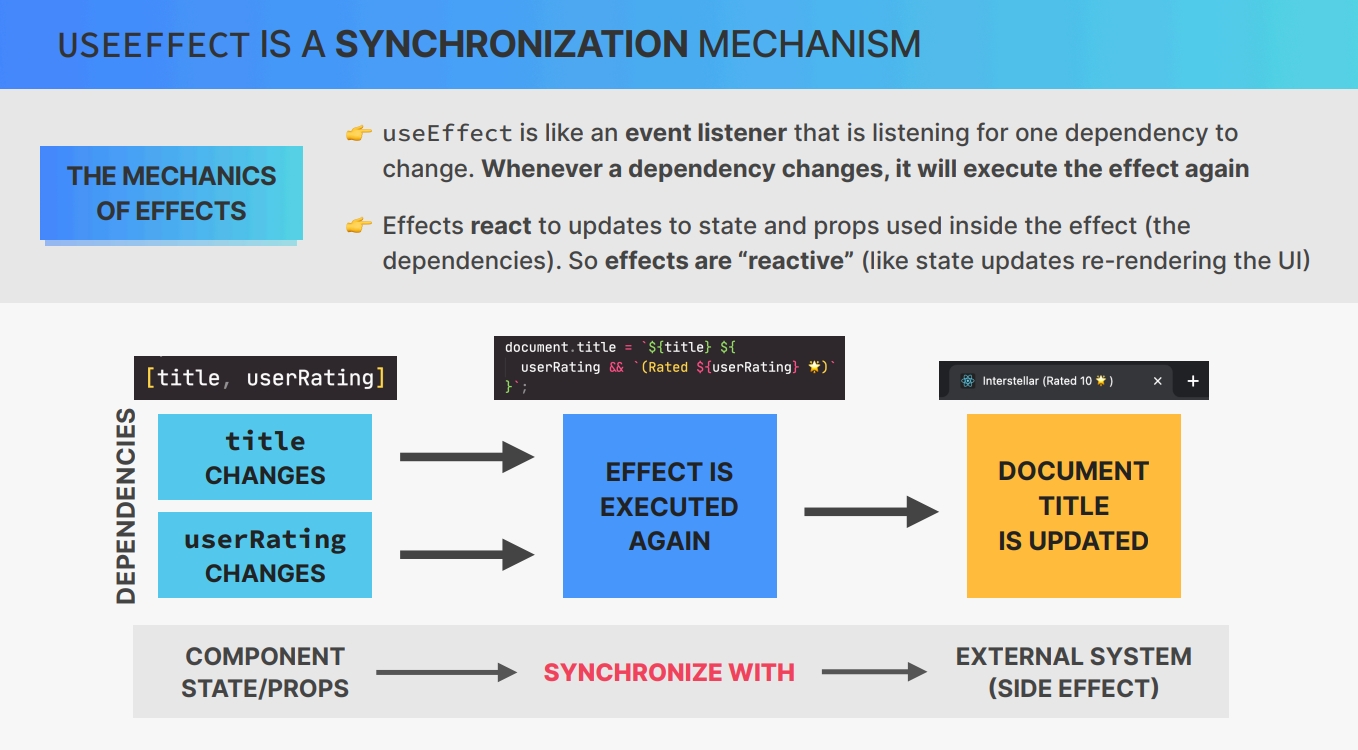 USEEFFECT IS A SYNCHRONIZATION MECHANISM
THE MECHANICS
OF EFFECTS
👉 useEffect is like an event listener that is listening for one dependency to
change. Whenever a dependency changes, it will execute the effect again
👉 Effects react to updates to state and props used inside the effect (the
dependencies). So effects are “reactive” (like state updates re-rendering the UI)
[title, userRating]
document.title = `${title} ${
userRating && `(Rated ${userRating} 🌟)`
}`;
Interstellar (Rated 10 🌟 ) × +
DEPENDENCIES
title
CHANGES
userRating
CHANGES
EFFECT IS
EXECUTED
AGAIN
DOCUMENT
TITLE
IS UPDATED
COMPONENT
STATE/PROPS
SYNCHRONIZE WITH
EXTERNAL SYSTEM
(SIDE EFFECT)